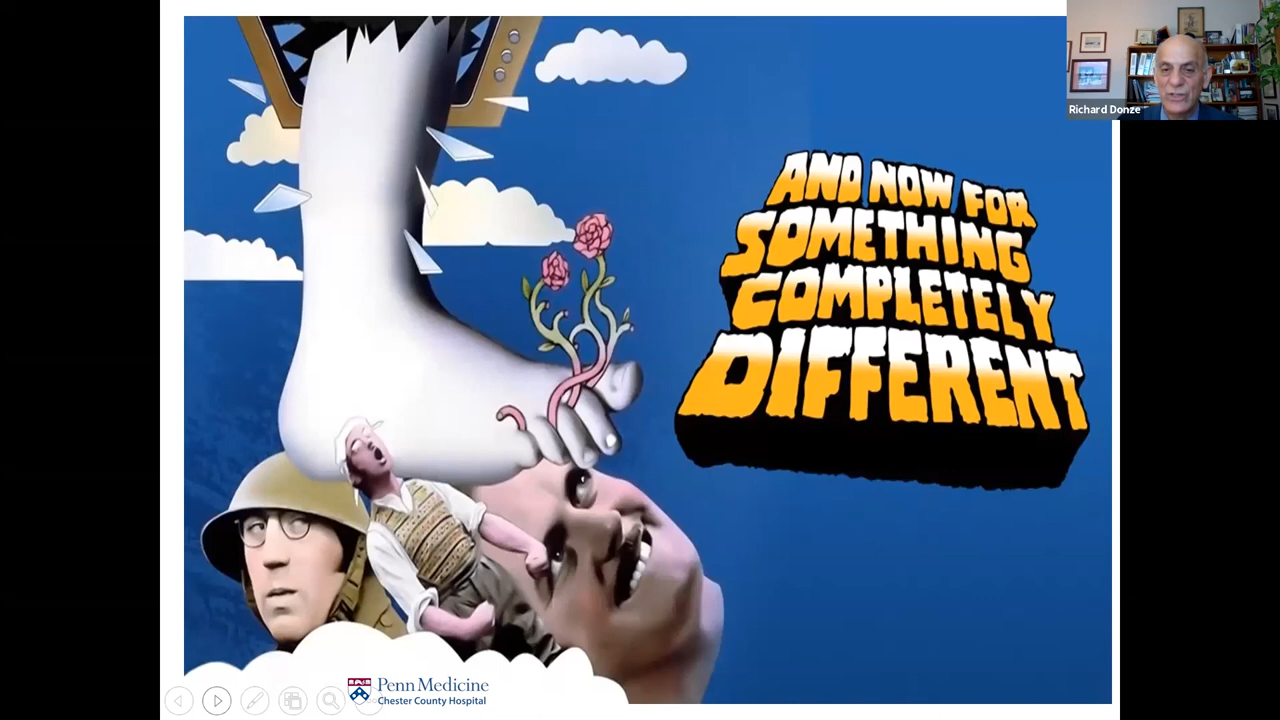 Richard Donze
AND NOW FOR
SOMETHING
COMPLETELY
DIFFERENT
Penn Medicine
Chester County Hospital